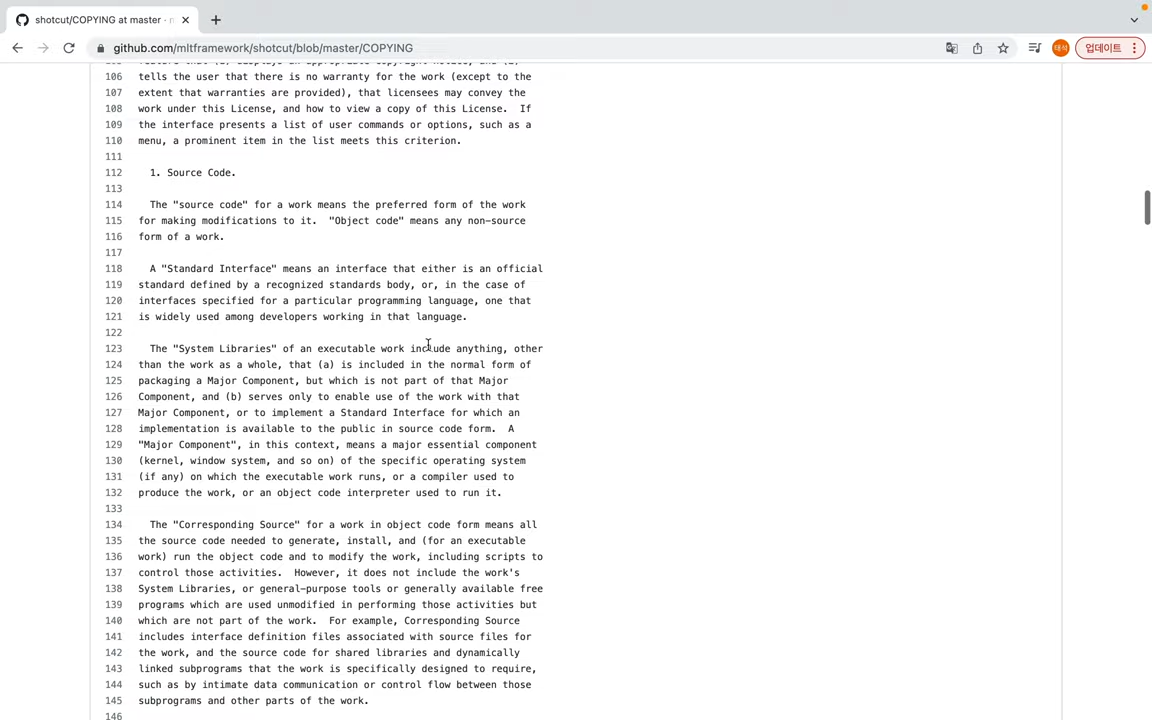 shotcut/COPYING at master ·
github.com/mltframework/shotcut/blob/master/COPYING
태석
업데이트
106 tells the user that there is no warranty for the work (except to the
107 extent that warranties are provided), that licensees may convey the
108 work under this License, and how to view a copy of this License.  If
109 the interface presents a list of user commands or options, such as a
110 menu, a prominent item in the list meets this criterion.
111
112   1. Source Code.
113
114   The "source code" for a work means the preferred form of the work
115 for making modifications to it.  "Object code" means any non-source
116 form of a work.
117
118   A "Standard Interface" means an interface that either is an official
119 standard defined by a recognized standards body, or, in the case of
120 interfaces specified for a particular programming language, one that
121 is widely used among developers working in that language.
122
123   The "System Libraries" of an executable work include anything, other
124 than the work as a whole, that (a) is included in the normal form of
125 packaging a Major Component, but which is not part of that Major
126 Component, and (b) serves only to enable use of the work with that
127 Major Component, or to implement a Standard Interface for which an
128 implementation is available to the public in source code form.  A
129 "Major Component", in this context, means a major essential component
130 (kernel, window system, and so on) of the specific operating system
131 (if any) on which the executable work runs, or a compiler used to
132 produce the work, or an object code interpreter used to run it.
133
134   The "Corresponding Source" for a work in object code form means all
135 the source code needed to generate, install, and (for an executable
136 work) run the object code and to modify the work, including scripts to
137 control those activities.  However, it does not include the work's
138 System Libraries, or general-purpose tools or generally available free
139 programs which are used unmodified in performing those activities but
140 which are not part of the work.  For example, Corresponding Source
141 includes interface definition files associated with source files for
142 the work, and the source code for shared libraries and dynamically
143 linked subprograms that the work is specifically designed to require,
144 such as by intimate data communication or control flow between those
145 subprograms and other parts of the work.
146